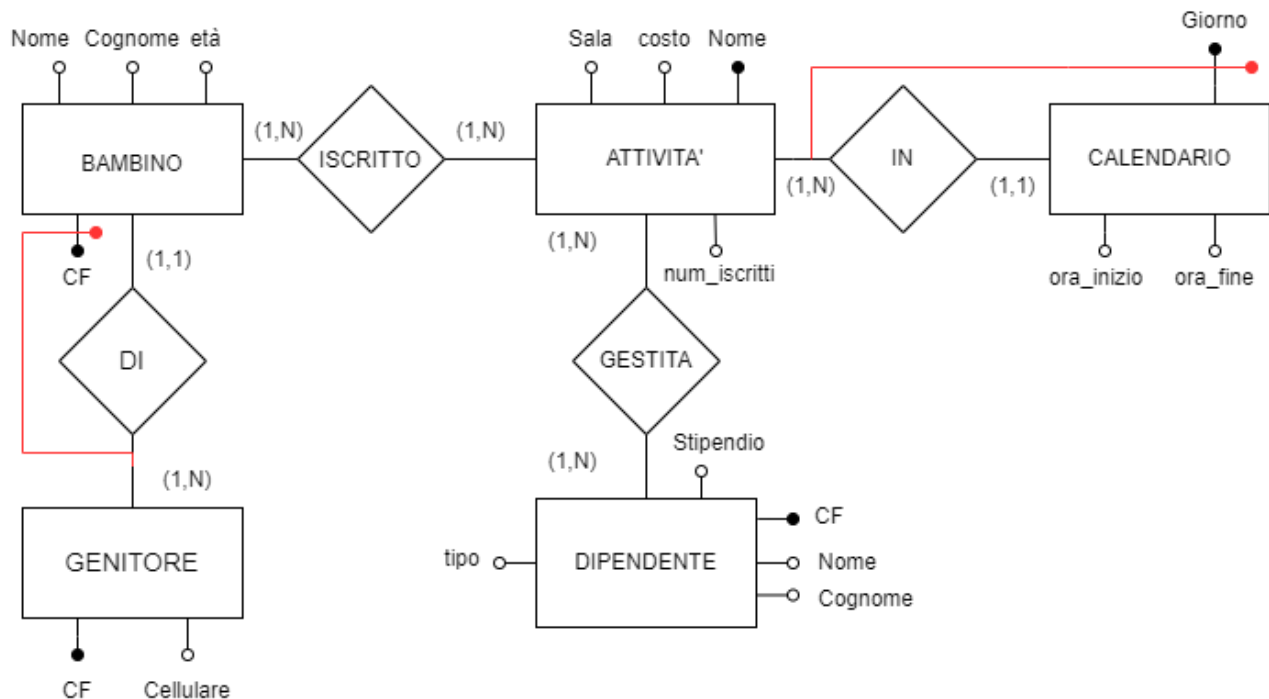 Giorno
Nome Cognome età
Sala costo Nome
(1,N) (1,N)
BAMBINO ISCRITTO ATTIVITA' IN CALENDARIO
(1,N) (1,1)
(1,1) (1,N)
CF num_iscritti ora_inizio ora_fine
DI GESTITA
Stipendio
(1,N) (1,N)
CF
tipo DIPENDENTE Nome
GENITORE
Cognome
CF Cellulare